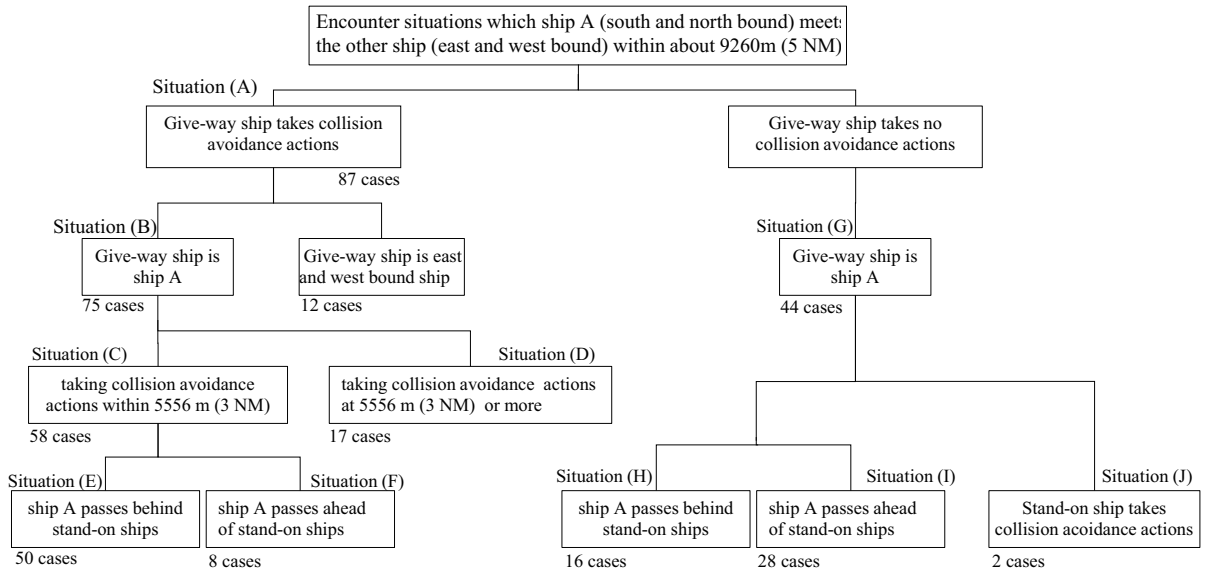 Encounter situations which ship A (south and north bound) meets
the other ship (east and west bound) within about 9260m (5 NM)
Situation (A)
Give-way ship takes collision
avoidance actions
87 cases
Give-way ship takes no
collision avoidance actions
Situation (B)
Give-way ship is
ship A
75 cases
Give-way ship is east
and west bound ship
12 cases
Situation (G)
Give-way ship is
ship A
44 cases
Situation (C)
taking collision avoidance
actions within 5556 m (3 NM)
58 cases
Situation (D)
taking collision avoidance actions
at 5556 m (3 NM) or more
17 cases
Situation (E)
ship A passes behind
stand-on ships
50 cases
Situation (F)
ship A passes ahead
of stand-on ships
8 cases
Situation (H)
ship A passes behind
stand-on ships
16 cases
Situation (I)
ship A passes ahead
of stand-on ships
28 cases
Situation (J)
Stand-on ship takes
collision acoidance actions
2 cases